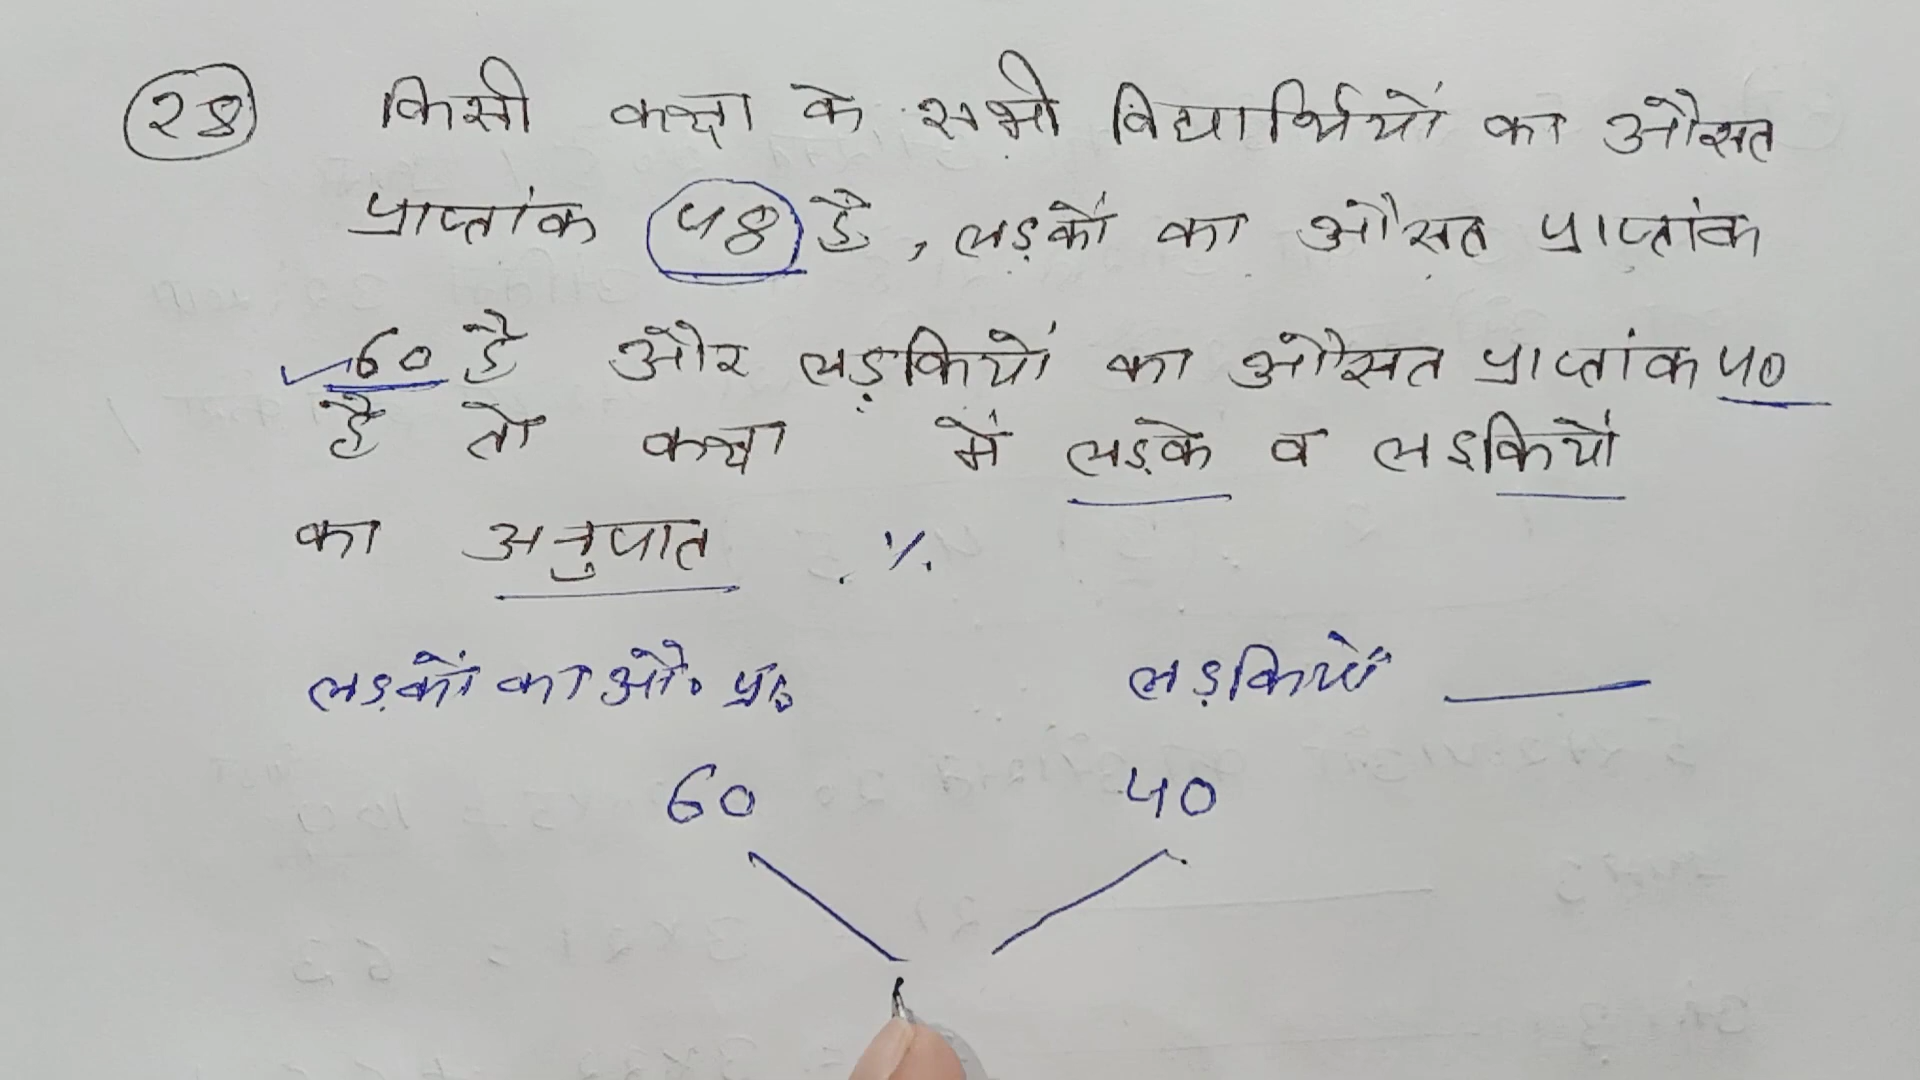 28 किसी कक्षा के सभी विद्यार्थियों का औसत
प्राप्तांक 48 है, लड़कों का औसत प्राप्तांक
60 है और लड़कियों का औसत प्राप्तांक 40
है तो कक्षा में लड़के व लड़कियों
का अनुपात
लड़कों का औ० प्रा० लड़कियों
60 40